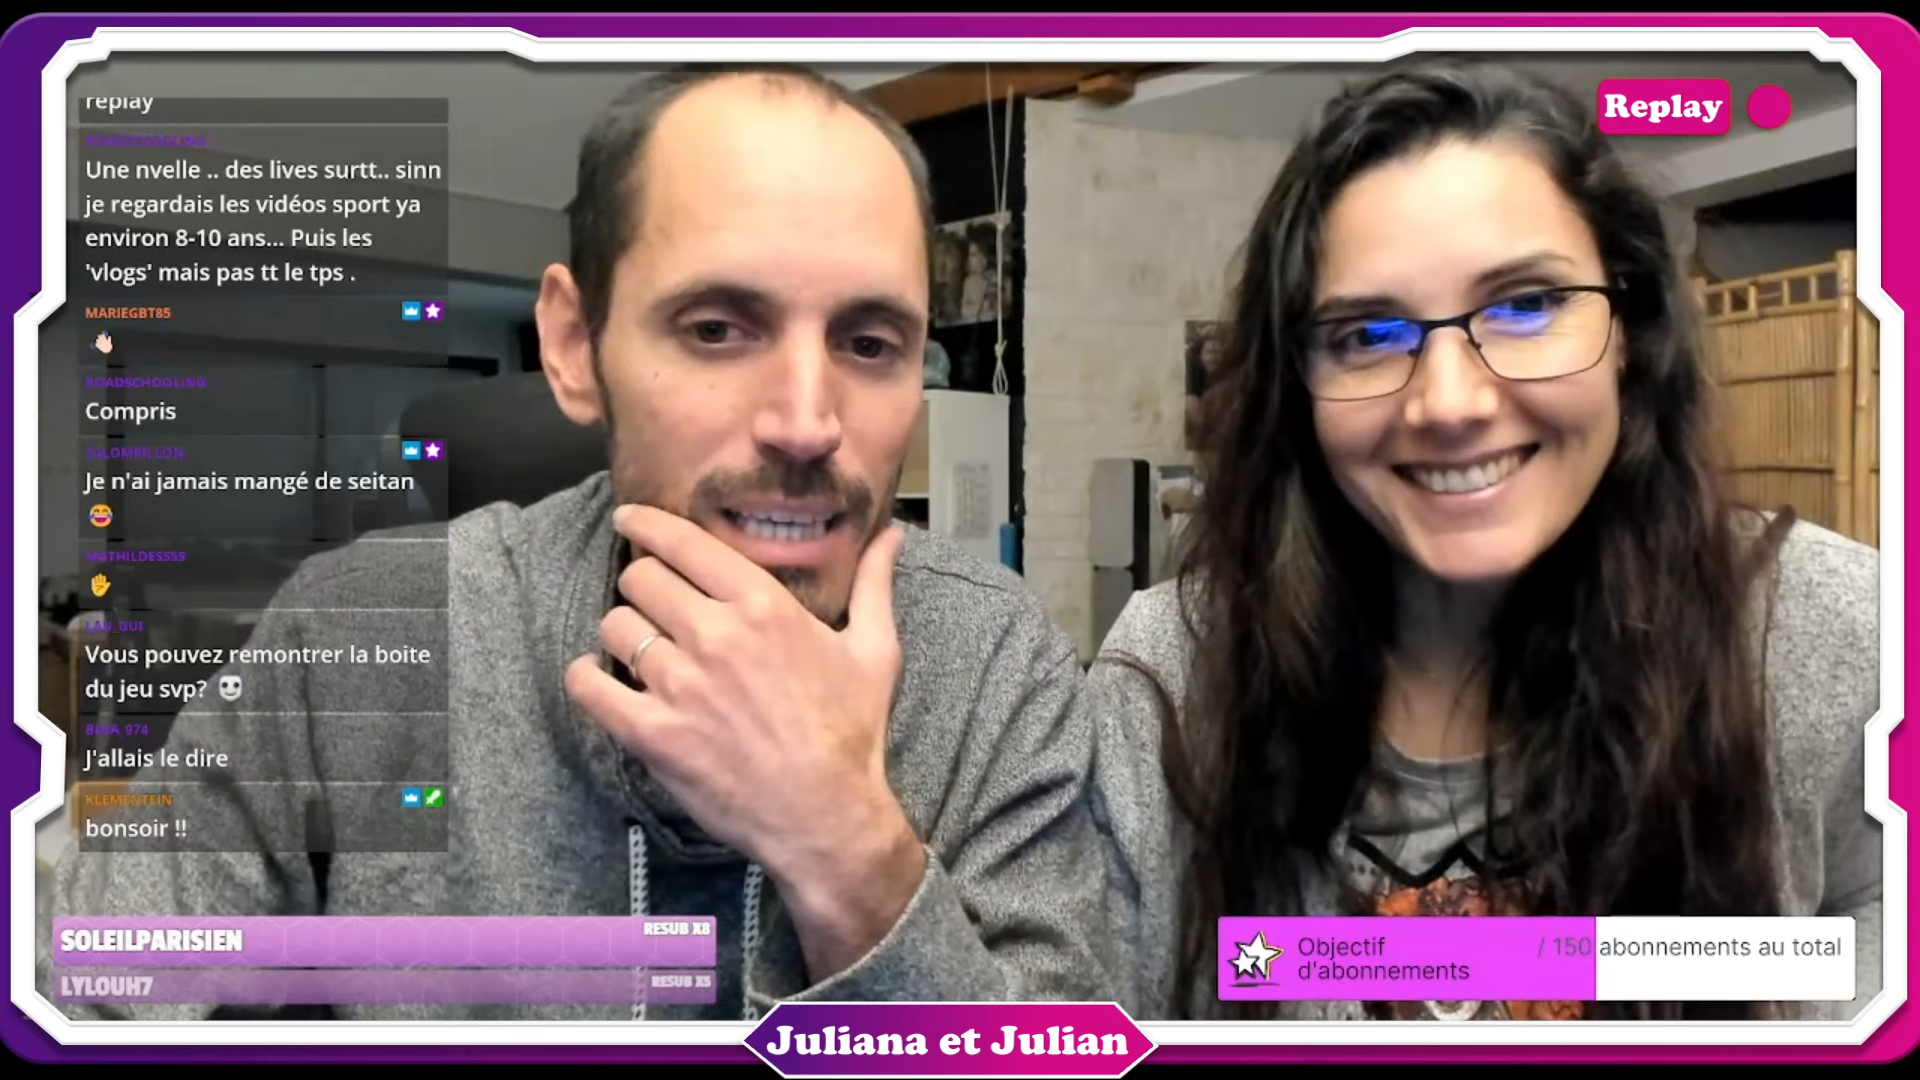 replay
Une nvelle .. des lives surtt.. sinn
je regardais les vidéos sport ya
environ 8-10 ans... Puis les
'vlogs' mais pas tt le tps .
MARIEGBT85
ROADSCHOOLING
Compris
Je n'ai jamais mangé de seitan
MATHILDESSSS
LAU_GUI
Vous pouvez remontrer la boite
du jeu svp?
974
J'allais le dire
KLEMENTEIN
bonsoir !!
SOLEILPARISIEN
RESUB X8
LYLOUH7
RESUB X5
Replay
Objectif
d'abonnements
/ 150 abonnements au total
Juliana et Julian